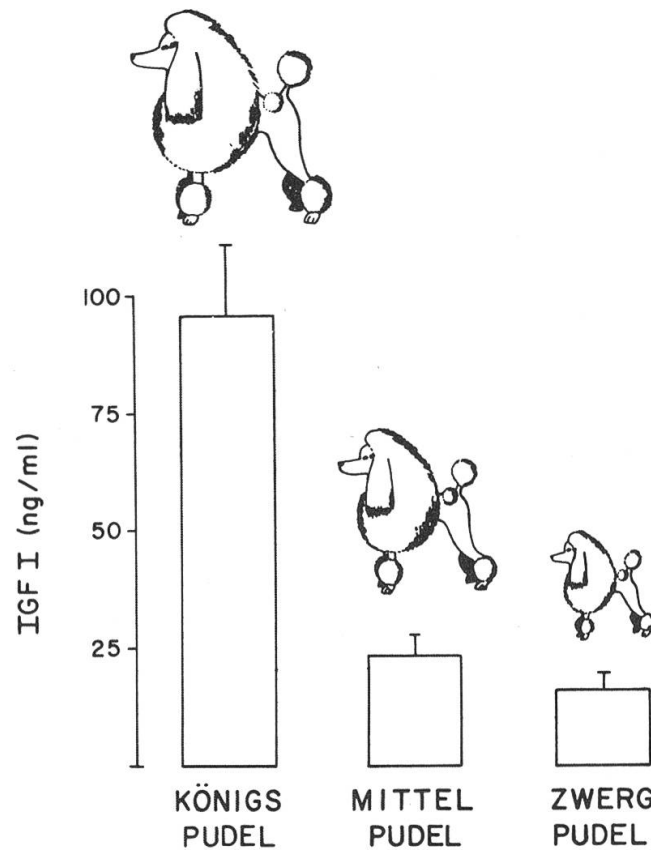 100
75
50
25
IGF I (ng/ml)
KÖNIGS
PUDEL
MITTEL
PUDEL
ZWERG
PUDEL